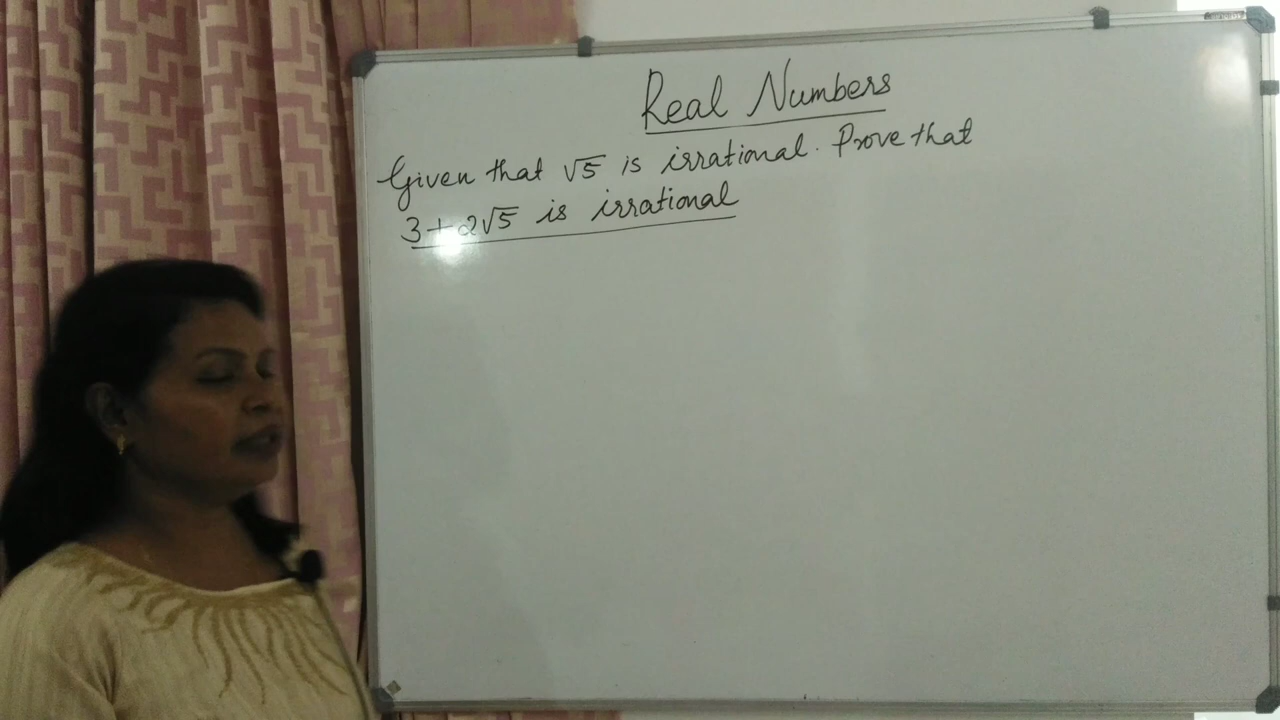 Real Numbers
Given that √5 is irrational. Prove that
3+2√5 is irrational